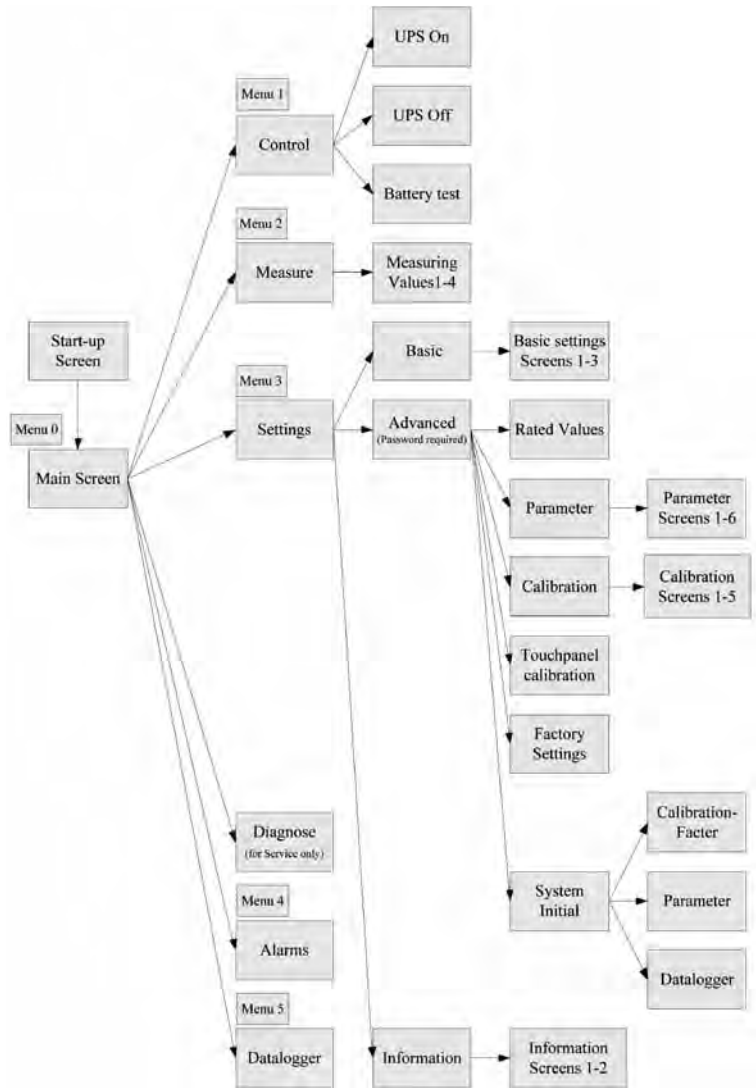 UPS On
Menu 1
UPS Off
Control
Battery test
Menu 2
Measure
Measuring
Values1-4
Start-up
Screen
Basic
Basic settings
Screens 1-3
Menu 3
Menu 0
Settings
Advanced
(Password required)
Rated Values
Main Screen
Parameter
Parameter
Screens 1-6
Calibration
Calibration
Screens 1-5
Touchpanel
calibration
Factory
Settings
Diagnose
(for Service only)
Calibration-
Facter
Menu 4
System
Initial
Parameter
Alarms
Menu 5
Datalogger
Datalogger
Information
Information
Screens 1-2